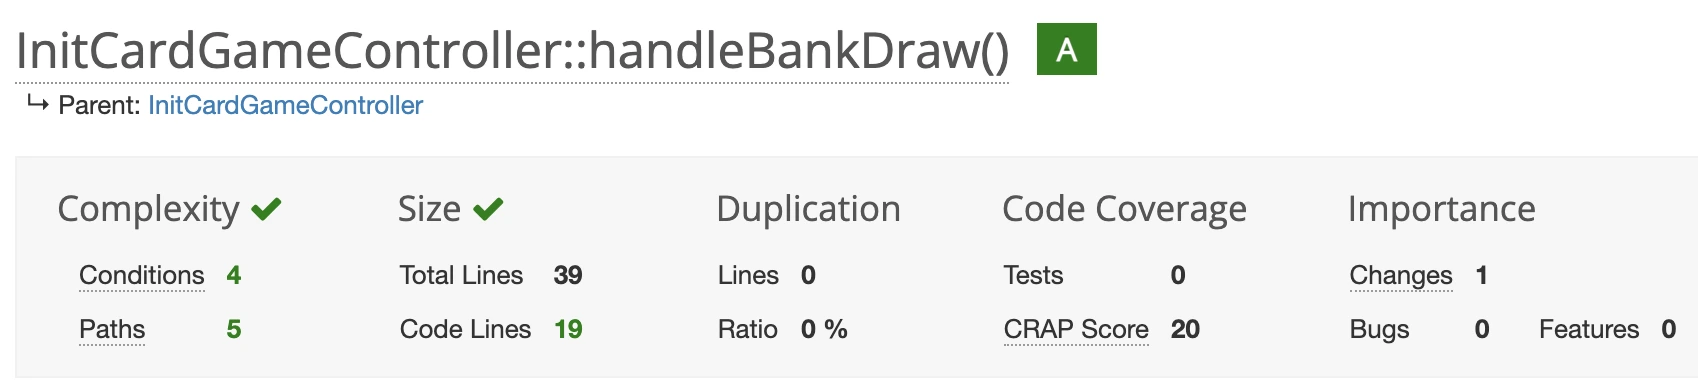 InitCardGameController::handleBankDraw() A
↳ Parent: InitCardGameController
Complexity ✔ Size ✔ Duplication Code Coverage Importance
Conditions 4 Total Lines 39 Lines 0 Tests 0 Changes 1
Paths 5 Code Lines 19 Ratio 0 % CRAP Score 20 Bugs 0 Features 0